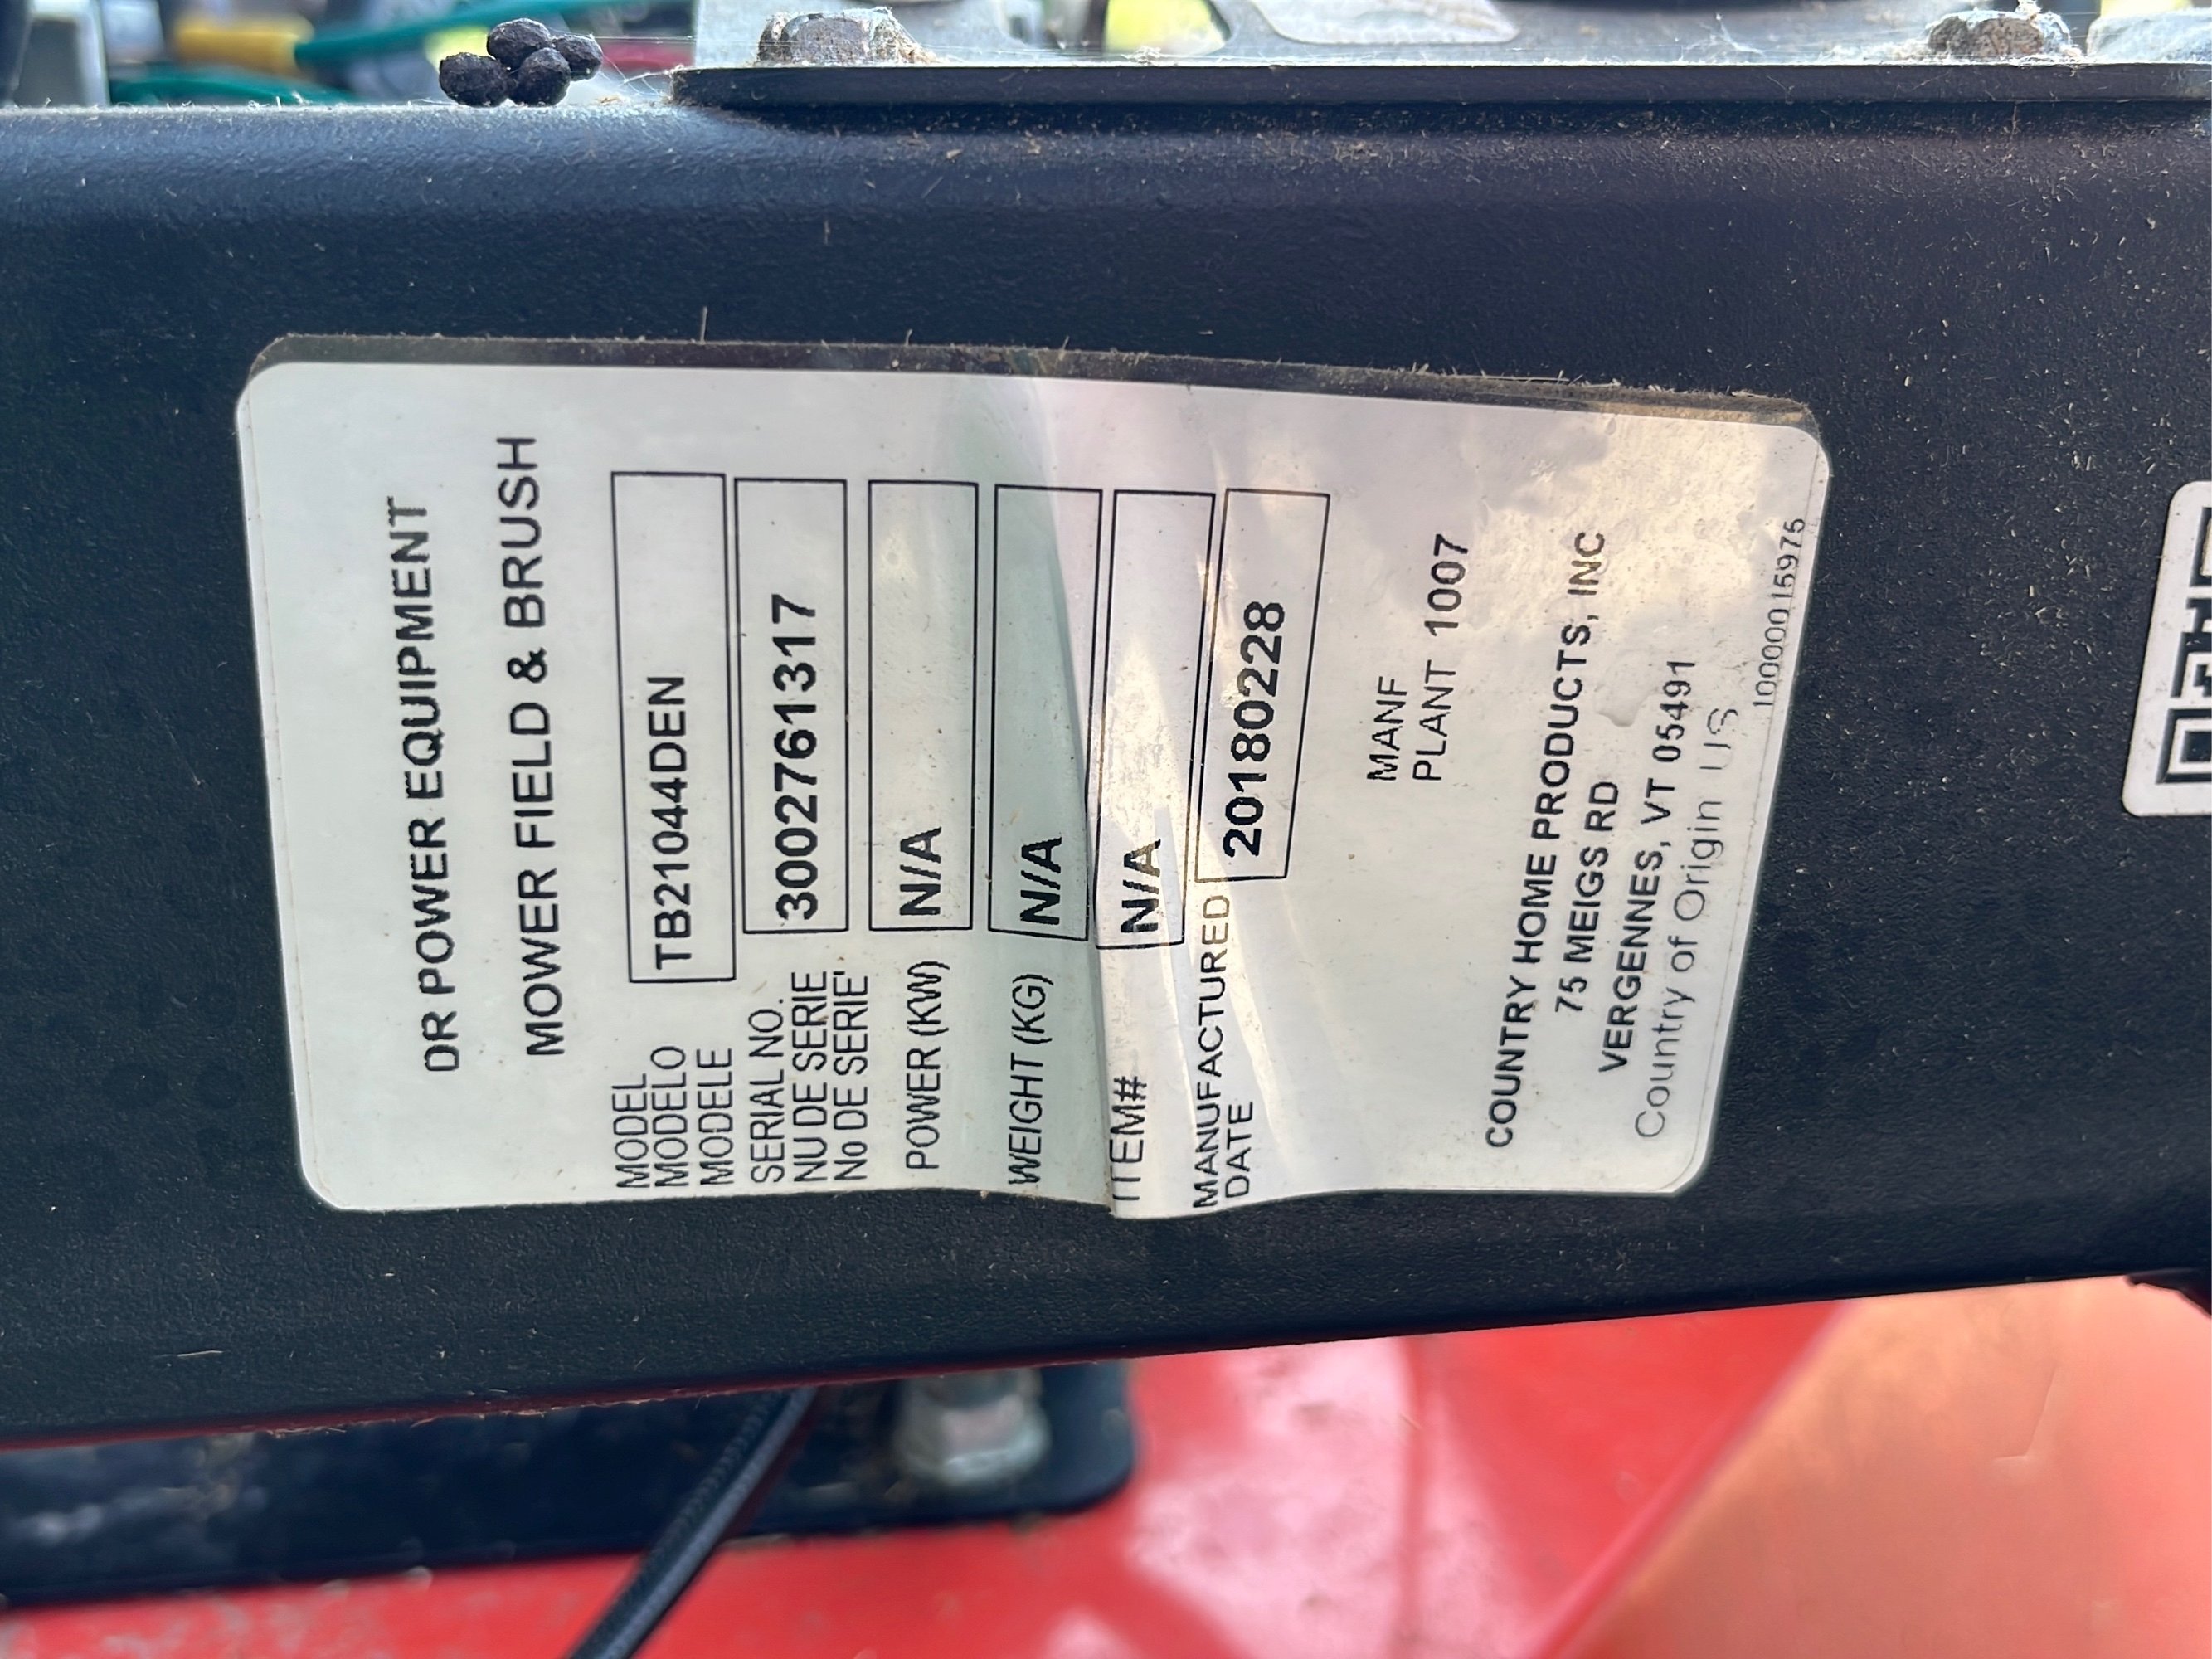 DR POWER EQUIPMENT
MOWER FIELD & BRUSH
MODEL
MODELO
MODELE
TB21044DEN
SERIAL NO.
NU DE SERIE
No DE SERIE'
3002761317
POWER (KW)
N/A
WEIGHT (KG)
N/A
ITEM#
N/A
MANUFACTURED
DATE
20180228
MANF
PLANT 1007
COUNTRY HOME PRODUCTS, INC
75 MEIGS RD
VERGENNES, VT 05491
Country of Origin US
10000015975